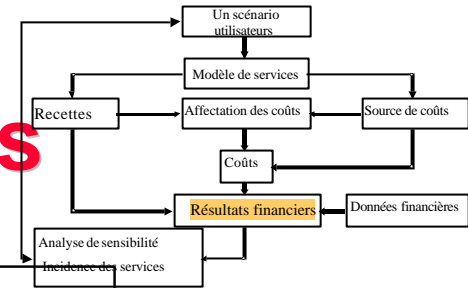 Un scénario
utilisateurs
Modèle de services
Recettes
Affectation des coûts
Source de coûts
s
Coûts
Résultats financiers
Données financières
Analyse de sensibilité
Incidence des services